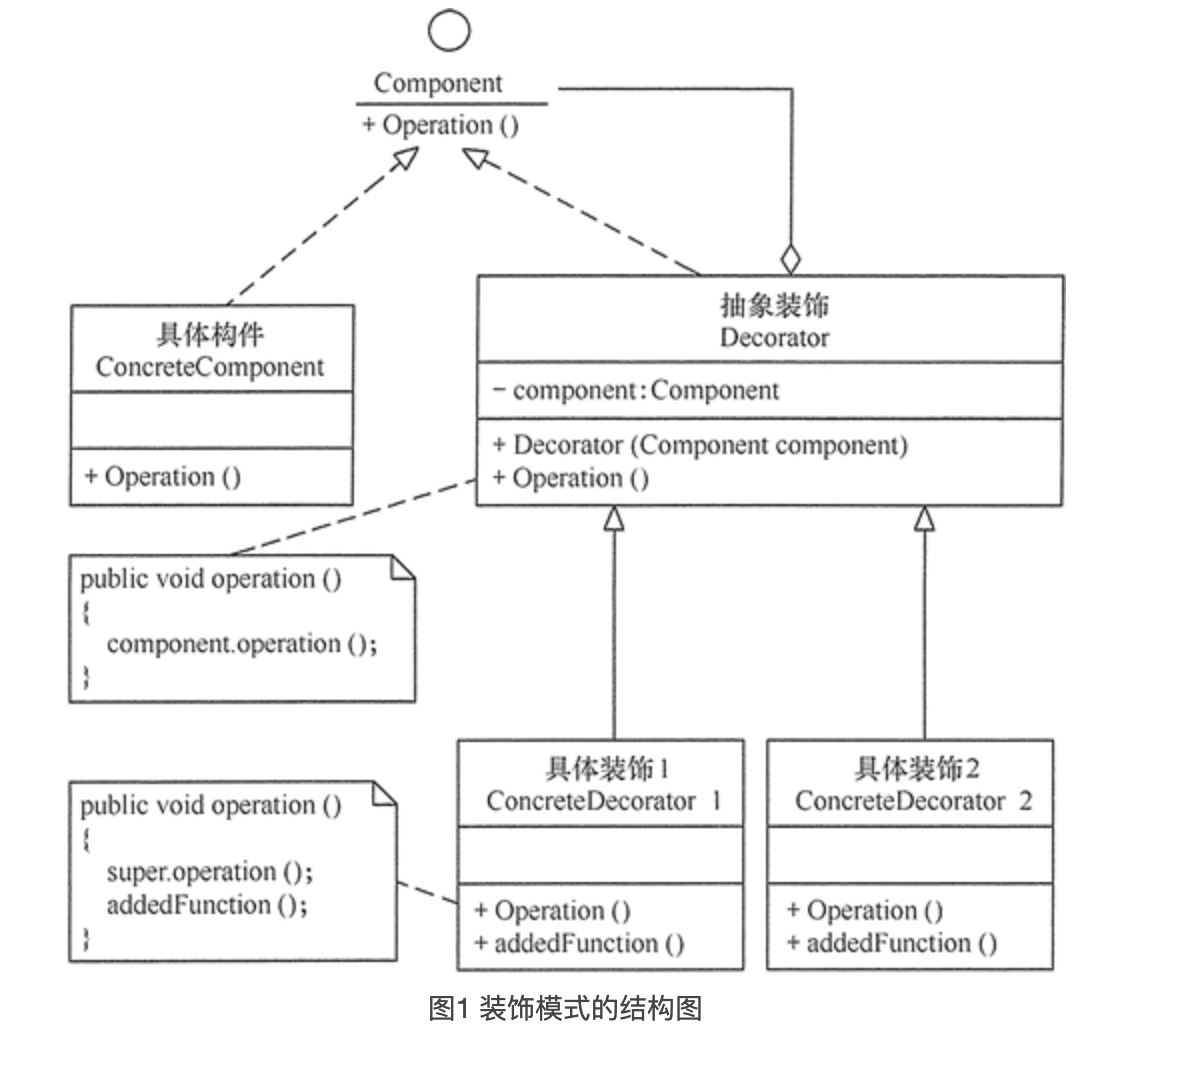 Component
+ Operation ()
具体构件
ConcreteComponent
+ Operation ()
抽象装饰
Decorator
- component:Component
+ Decorator (Component component)
+ Operation ()
public void operation ()
{
component.operation ();
}
public void operation ()
{
super.operation ();
addedFunction ();
}
具体装饰1
ConcreteDecorator 1
+ Operation ()
+ addedFunction ()
具体装饰2
ConcreteDecorator 2
+ Operation ()
+ addedFunction ()
图1 装饰模式的结构图